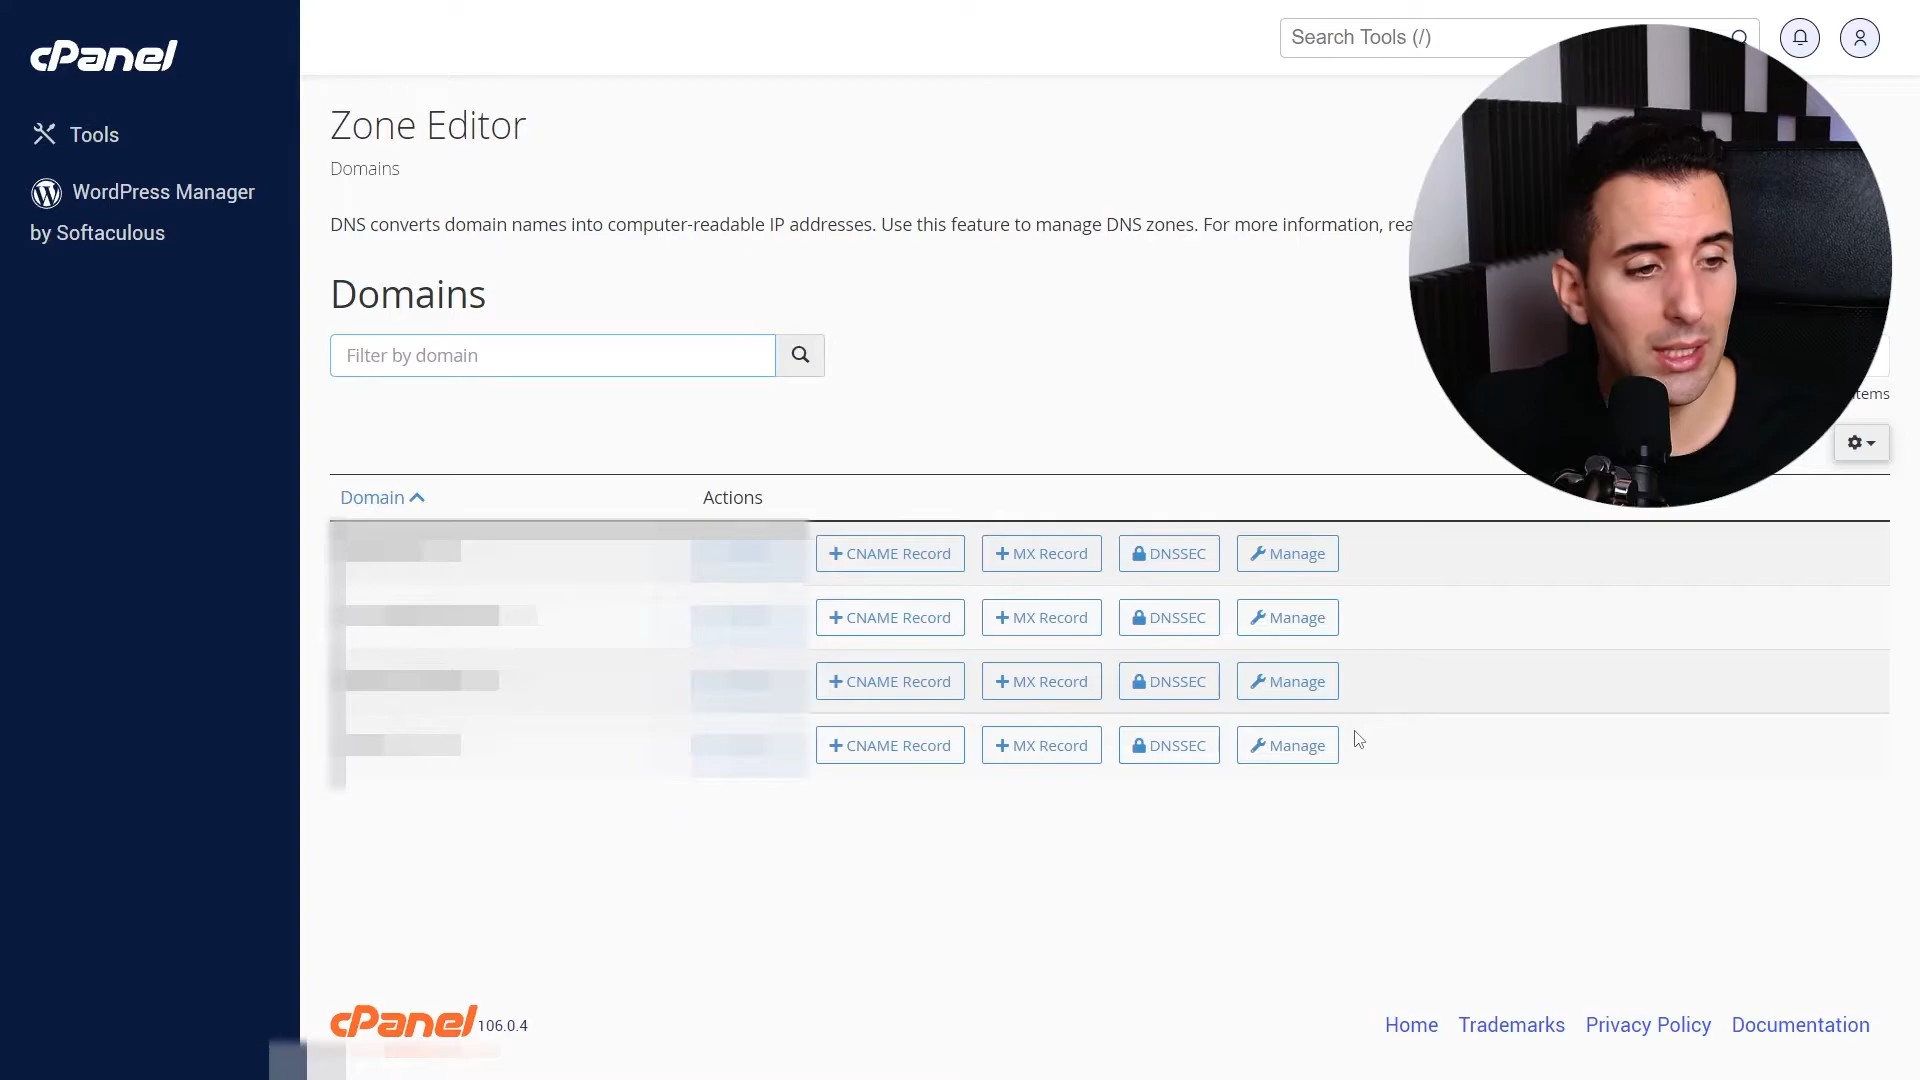 cPanel
Search Tools (/)
Tools
WordPress Manager
by Softaculous
Zone Editor
Domains
DNS converts domain names into computer-readable IP addresses. Use this feature to manage DNS zones. For more information, rea
Domains
Filter by domain
tems
Domain Actions
CNAME Record MX Record DNSSEC Manage
CNAME Record MX Record DNSSEC Manage
CNAME Record MX Record DNSSEC Manage
CNAME Record MX Record DNSSEC Manage
cPanel 106.0.4
Home Trademarks Privacy Policy Documentation